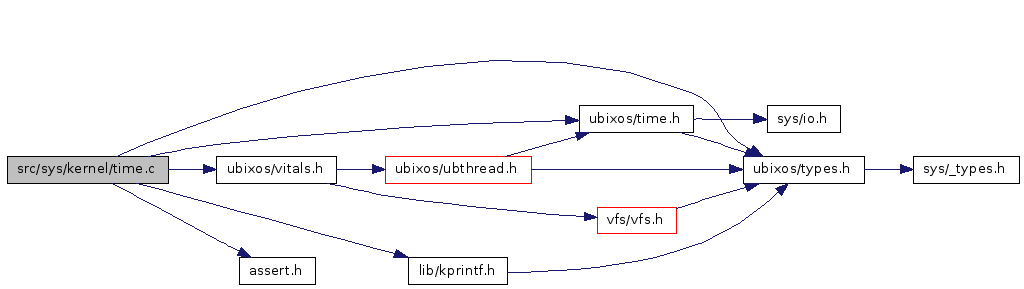 ubixos/time.h
sys/io.h
src/sys/kernel/time.c
ubixos/vitals.h
ubixos/ubthread.h
ubixos/types.h
sys/_types.h
vfs/vfs.h
assert.h
lib/kprintf.h